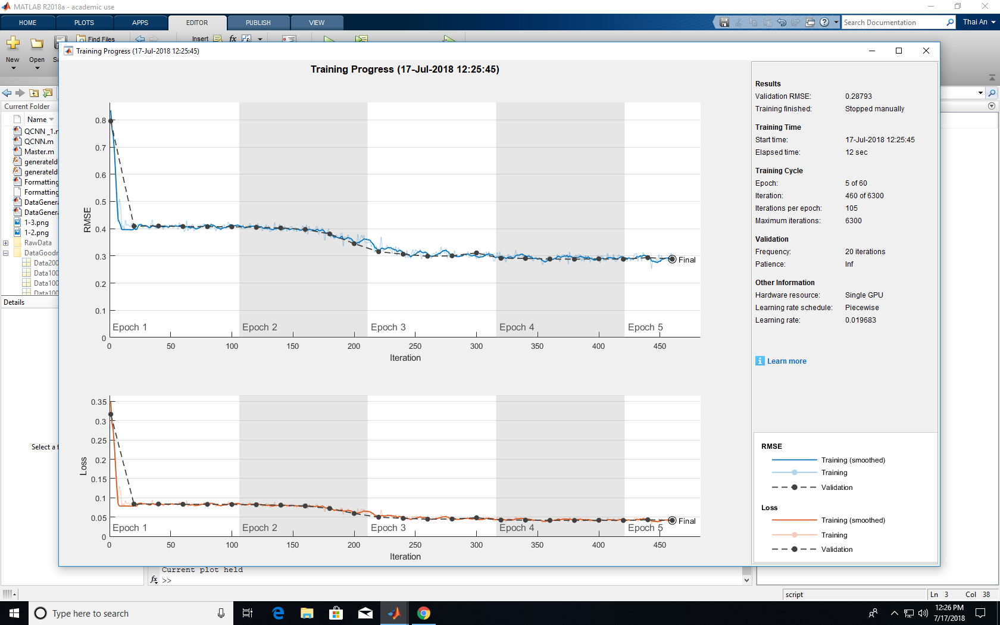 MATLAB R2018a - academic use
HOME PLOTS APPS EDITOR PUBLISH VIEW
Search Documentation
Thai An
Find Files
Insert
fx
New Open
Training Progress (17-Jul-2018 12:25:45)
Current Folder
Name
QCNN_1.
QCNN.m
Master.m
generateId
generateId
Formatting
Formatting
DataGenera
DataGenera
1-3.png
1-2.png
RawData
DataGoodr
Data200
Data100
Data100
Data100
Details
Select a f
Training Progress (17-Jul-2018 12:25:45)
RMSE
0.8
0.7
0.6
0.5
0.4
0.3
0.2
0.1
0
Epoch 1 Epoch 2 Epoch 3 Epoch 4 Epoch 5
Final
0 50 100 150 200 250 300 350 400 450
Iteration
Loss
0.35
0.3
0.25
0.2
0.15
0.1
0.05
0
Epoch 1 Epoch 2 Epoch 3 Epoch 4 Epoch 5
Final
0 50 100 150 200 250 300 350 400 450
Iteration
Results
Validation RMSE: 0.28793
Training finished: Stopped manually
Training Time
Start time: 17-Jul-2018 12:25:45
Elapsed time: 12 sec
Training Cycle
Epoch: 5 of 60
Iteration: 460 of 6300
Iterations per epoch: 105
Maximum iterations: 6300
Validation
Frequency: 20 iterations
Patience: Inf
Other Information
Hardware resource: Single GPU
Learning rate schedule: Piecewise
Learning rate: 0.019683
Learn more
RMSE
Training (smoothed)
Training
Validation
Loss
Training (smoothed)
Training
Validation
Current plot held
fx >>
script
Ln 3 Col 38
Type here to search
12:26 PM
7/17/2018